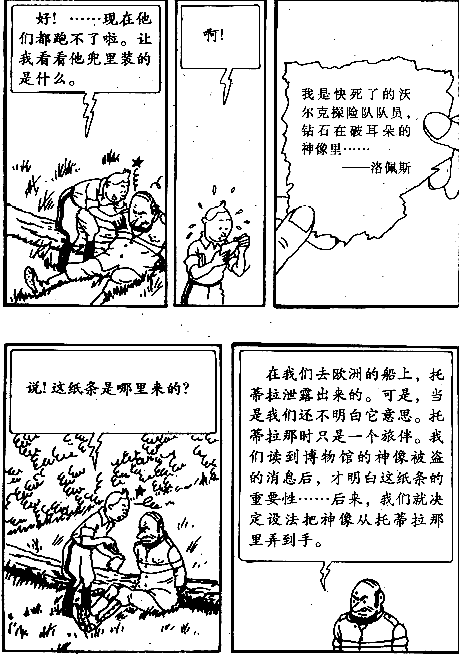 好！……现在他
们都跑不了啦。让
我看看他兜里装的
是什么。
啊！
我是快死了的沃
尔克探险队队员，
钻石在破耳朵的
神像里……
——洛佩斯
说！这纸条是哪里来的？
在我们去欧洲的船上，托
蒂拉泄露出来的。可是，当
是我们还不明白它意思。托
蒂拉那时只是一个旅伴。我
们读到博物馆的神像被盗
的消息后，才明白这纸条的
重要性……后来，我们就决
定设法把神像从托蒂拉那
里弄到手。